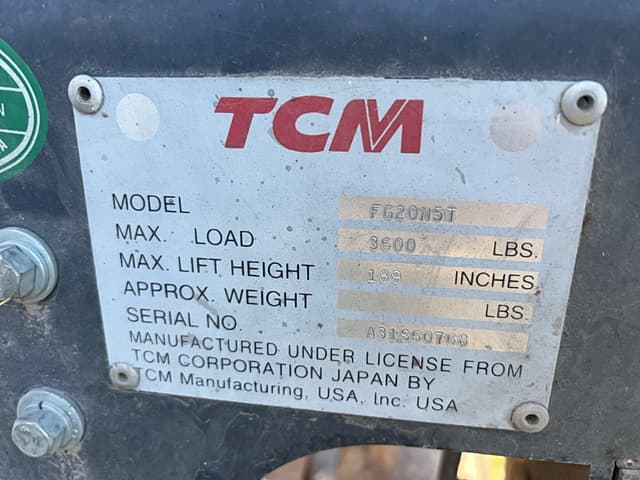 TCM
MODEL FG20N5T
MAX. LOAD 3600 LBS.
MAX. LIFT HEIGHT 189 INCHES
APPROX. WEIGHT LBS.
SERIAL NO. A31S60768
MANUFACTURED UNDER LICENSE FROM
TCM CORPORATION JAPAN BY
TCM Manufacturing, USA, Inc. USA